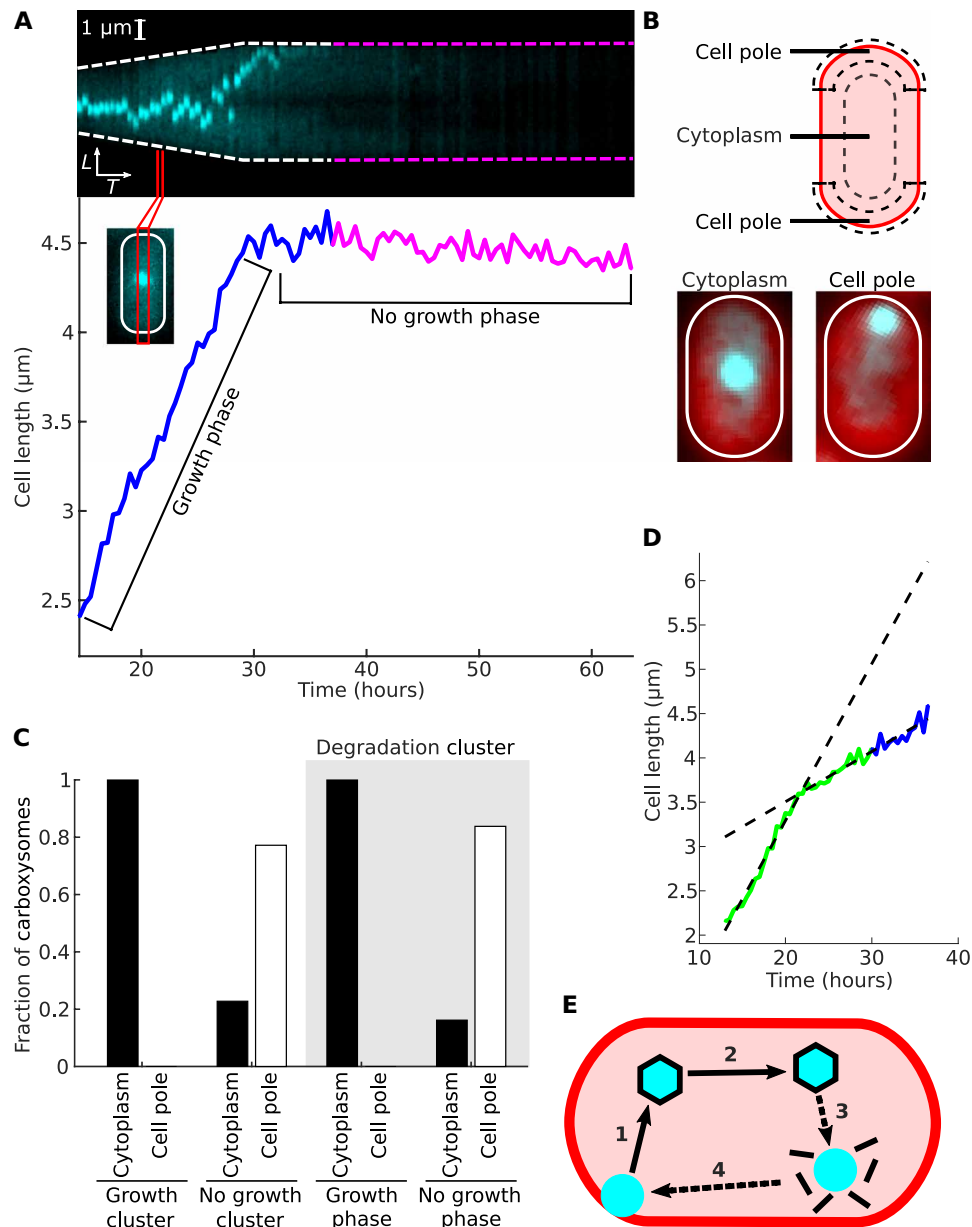 A
1 µm
L
T
4.5
4
3.5
3
2.5
Cell length (µm)
Growth phase
No growth phase
20
30
40
50
60
Time (hours)
B
Cell pole
Cytoplasm
Cell pole
Cytoplasm
Cell pole
C
Degradation cluster
1
0.8
0.6
0.4
0.2
0
Fraction of carboxysomes
Cytoplasm
Cell pole
Cytoplasm
Cell pole
Cytoplasm
Cell pole
Cytoplasm
Cell pole
Growth
cluster
No growth
cluster
Growth
phase
No growth
phase
D
6
5.5
5
4.5
4
3.5
3
2.5
2
Cell length (µm)
10
20
30
40
Time (hours)
E
1
2
3
4